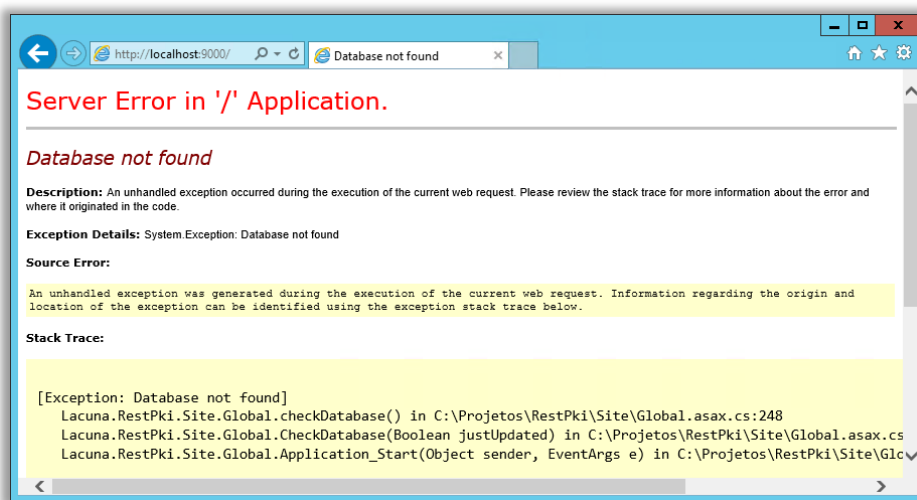 http://localhost:9000/
Database not found
Server Error in '/' Application.
Database not found
Description: An unhandled exception occurred during the execution of the current web request. Please review the stack trace for more information about the error and
where it originated in the code.
Exception Details: System.Exception: Database not found
Source Error:
An unhandled exception was generated during the execution of the current web request. Information regarding the origin and
location of the exception can be identified using the exception stack trace below.
Stack Trace:
[Exception: Database not found]
Lacuna.RestPki.Site.Global.checkDatabase() in C:\Projetos\RestPki\Site\Global.asax.cs:248
Lacuna.RestPki.Site.Global.CheckDatabase(Boolean justUpdated) in C:\Projetos\RestPki\Site\Global.asax.cs
Lacuna.RestPki.Site.Global.Application_Start(Object sender, EventArgs e) in C:\Projetos\RestPki\Site\Glo